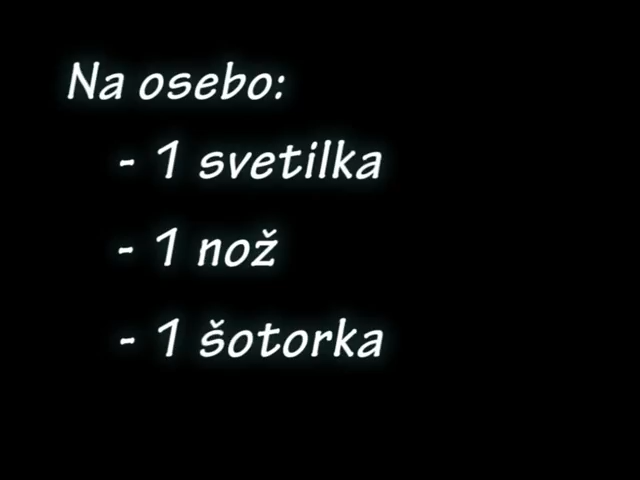 Na osebo:
- 1 svetilka
- 1 nož
- 1 šotorka